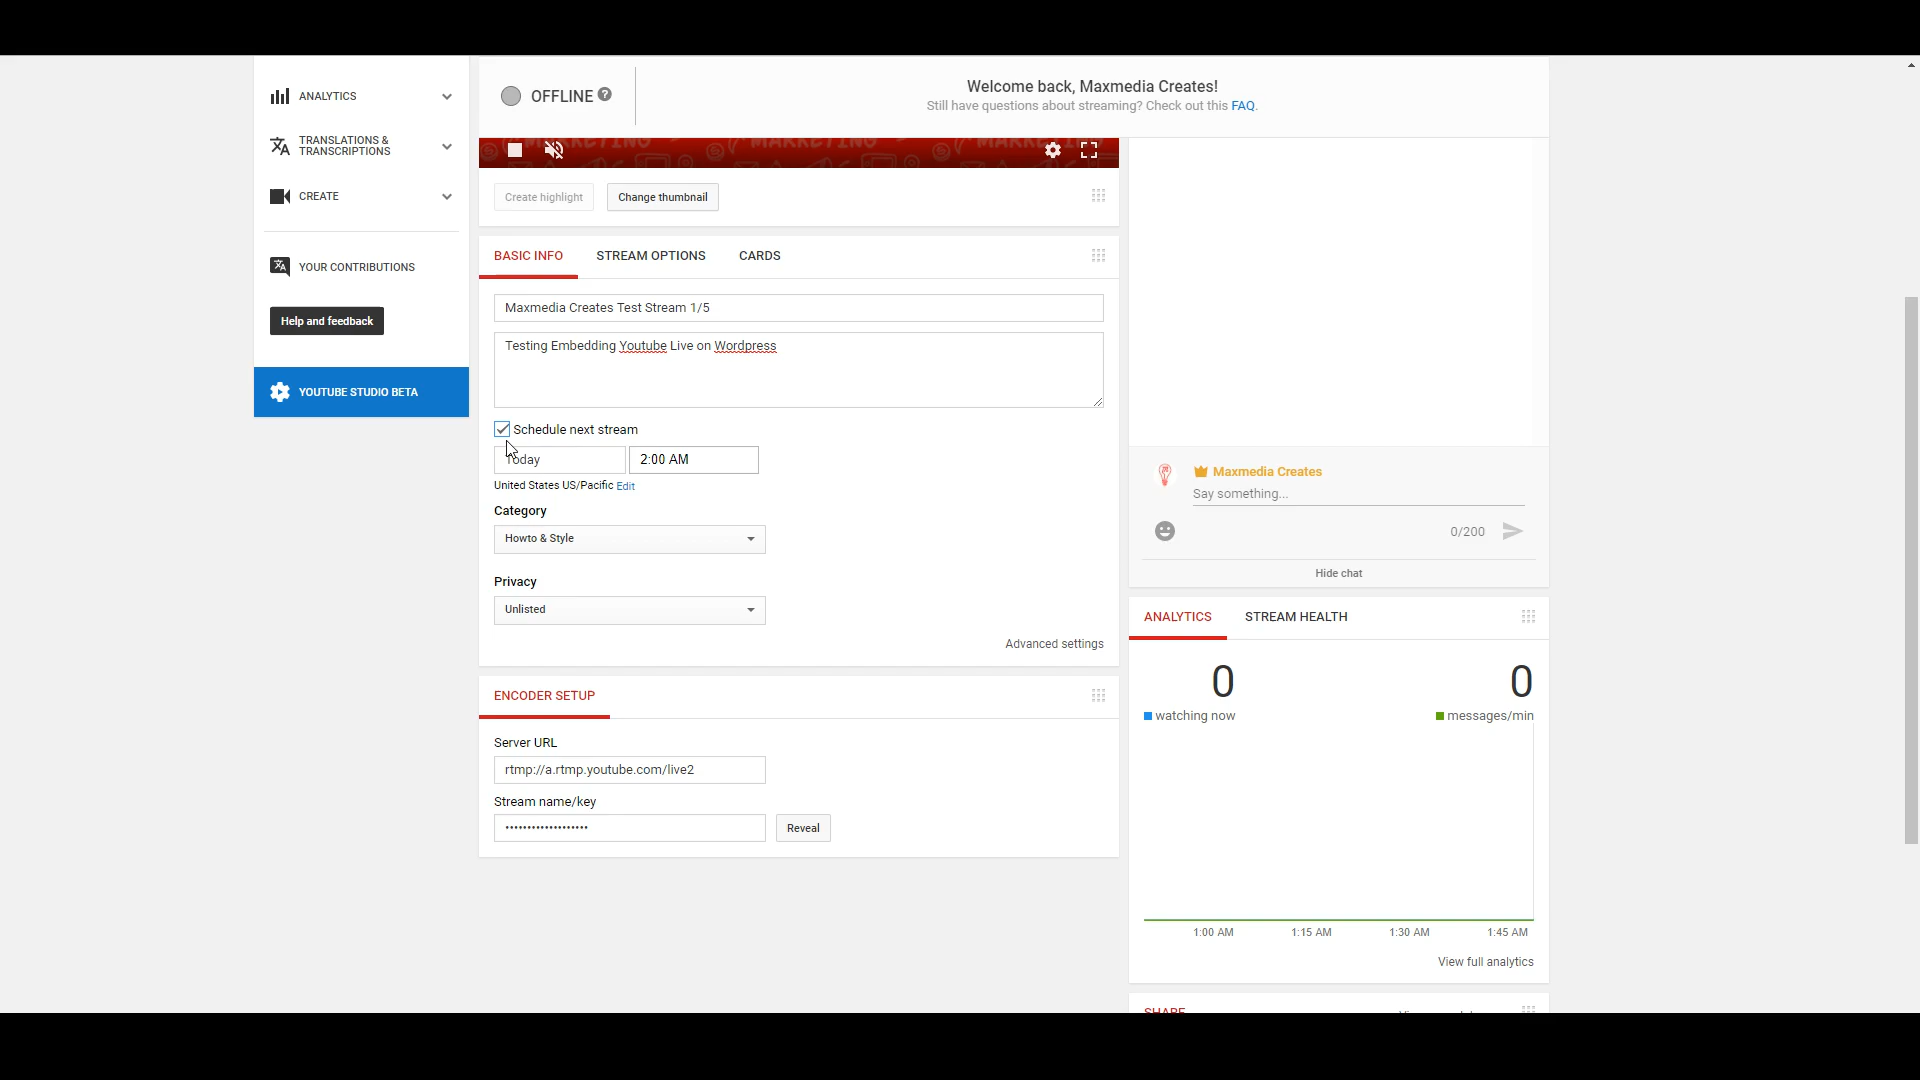 ANALYTICS
TRANSLATIONS &
TRANSCRIPTIONS
CREATE
YOUR CONTRIBUTIONS
Help and feedback
YOUTUBE STUDIO BETA
OFFLINE
Welcome back, Maxmedia Creates!
Still have questions about streaming? Check out this FAQ.
MARKETING
Create highlight
Change thumbnail
BASIC INFO
STREAM OPTIONS
CARDS
Maxmedia Creates Test Stream 1/5
Testing Embedding Youtube Live on Wordpress
Schedule next stream
Today
2:00 AM
United States US/Pacific Edit
Category
Howto & Style
Privacy
Unlisted
Advanced settings
ENCODER SETUP
Server URL
rtmp://a.rtmp.youtube.com/live2
Stream name/key
••••••••••••••••••••
Reveal
Maxmedia Creates
Say something...
0/200
Hide chat
ANALYTICS
STREAM HEALTH
0
0
watching now
messages/min
1:00 AM
1:15 AM
1:30 AM
1:45 AM
View full analytics
SHARE